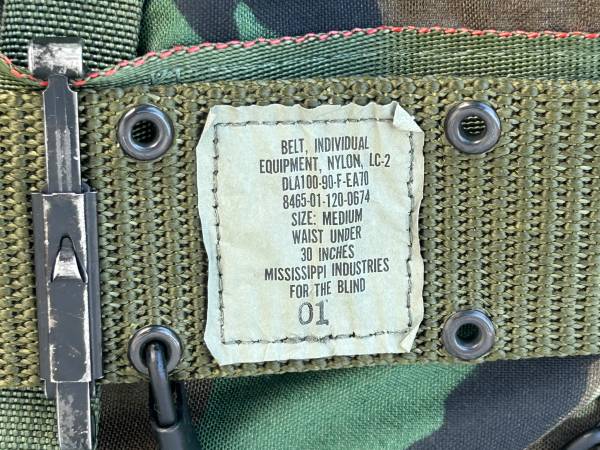 BELT, INDIVIDUAL
EQUIPMENT, NYLON, LC-2
DLA100-90-F-EA70
8465-01-120-0674
SIZE: MEDIUM
WAIST UNDER
30 INCHES
MISSISSIPPI INDUSTRIES
FOR THE BLIND
01